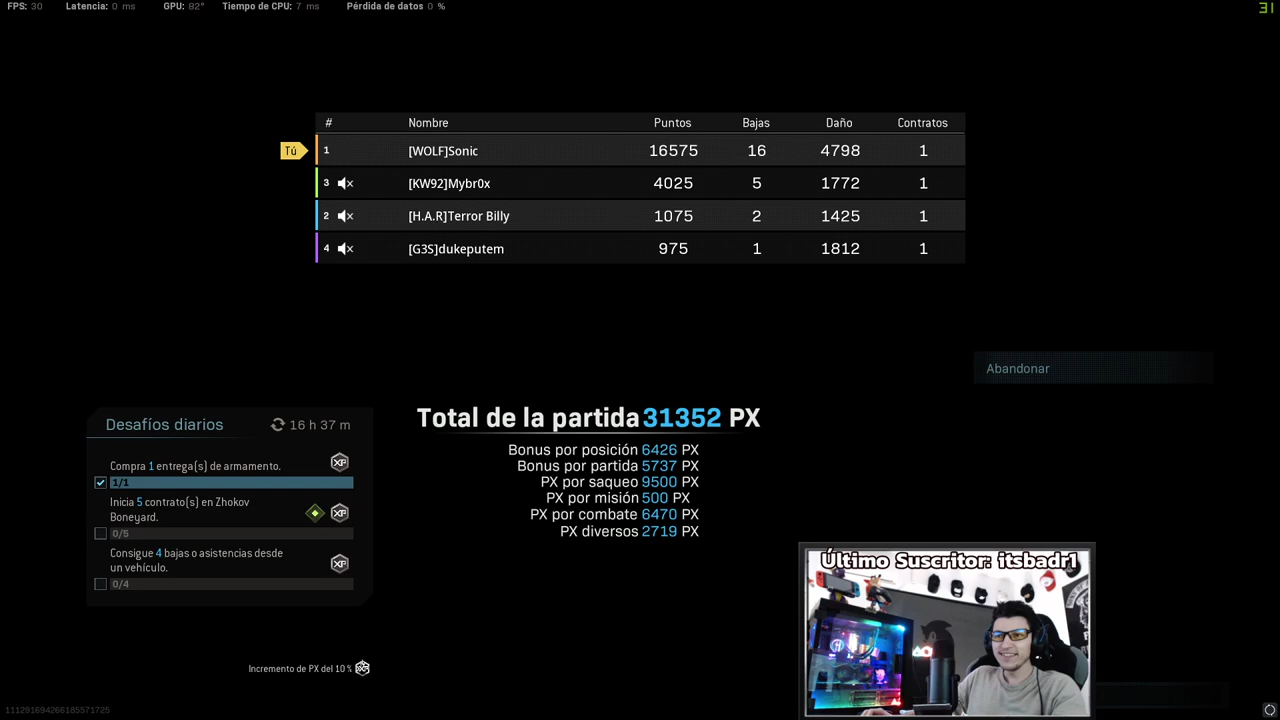 FPS: 30 Latencia: 0 ms GPU: 82° Tiempo de CPU: 7 ms Pérdida de datos 0 %
31
# Nombre Puntos Bajas Daño Contratos
Tú 1 [WOLF]Sonic 16575 16 4798 1
3 [KW92]Mybr0x 4025 5 1772 1
2 [H.A.R]Terror Billy 1075 2 1425 1
4 [G3S]dukeputem 975 1 1812 1
Abandonar
Desafíos diarios 16 h 37 m
Compra 1 entrega(s) de armamento. XP
1/1
Inicia 5 contrato(s) en Zhokov
Boneyard. XP
0/5
Consigue 4 bajas o asistencias desde
un vehículo. XP
0/4
Total de la partida 31352 PX
Bonus por posición 6426 PX
Bonus por partida 5737 PX
PX por saqueo 9500 PX
PX por misión 500 PX
PX por combate 6470 PX
PX diversos 2719 PX
Último Suscritor: itsbadr1
Incremento de PX del 10 %